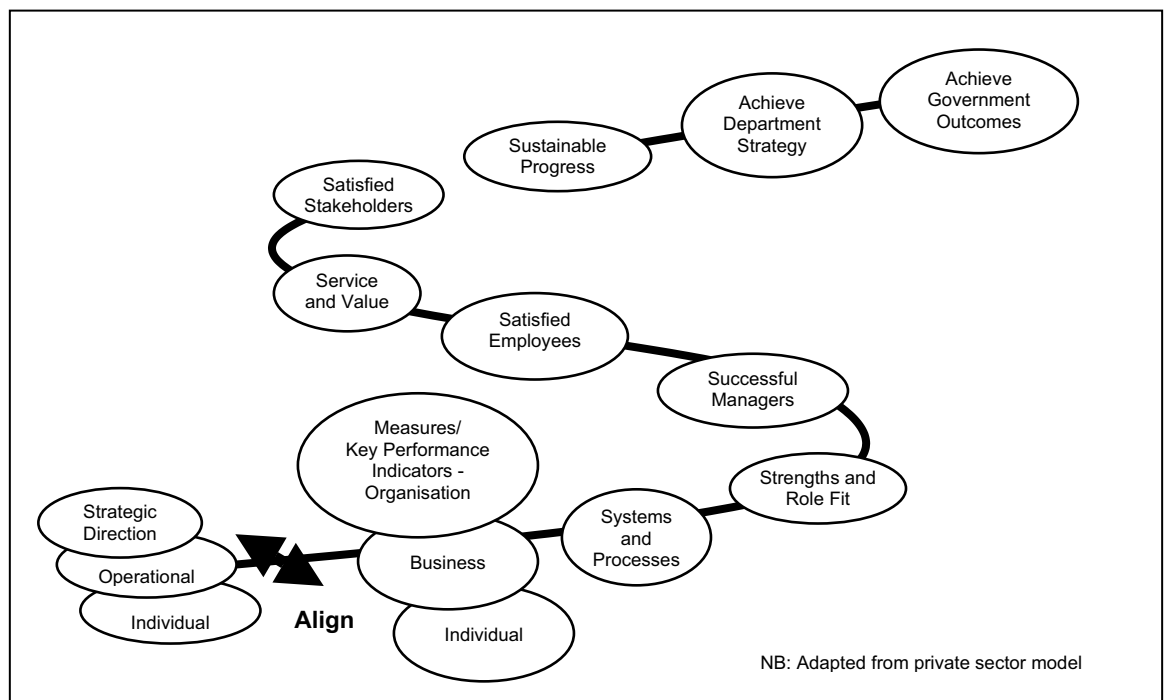 Achieve
Government
Outcomes
Achieve
Department
Strategy
Sustainable
Progress
Satisfied
Stakeholders
Service
and Value
Satisfied
Employees
Successful
Managers
Measures/
Key Performance
Indicators -
Organisation
Strengths and
Role Fit
Systems
and
Processes
Strategic
Direction
Operational
Individual
Align
Business
Individual
NB: Adapted from private sector model